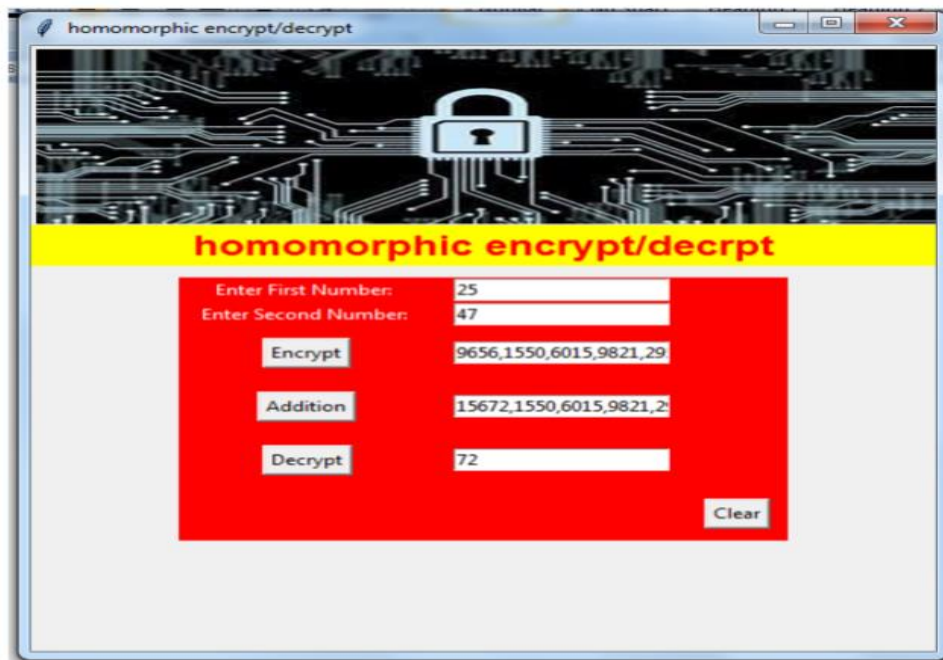 homomorphic encrypt/decrypt
homomorphic encrypt/decrpt
Enter First Number: 25
Enter Second Number: 47
Encrypt 9656,1550,6015,9821,29
Addition 15672,1550,6015,9821,2
Decrypt 72
Clear